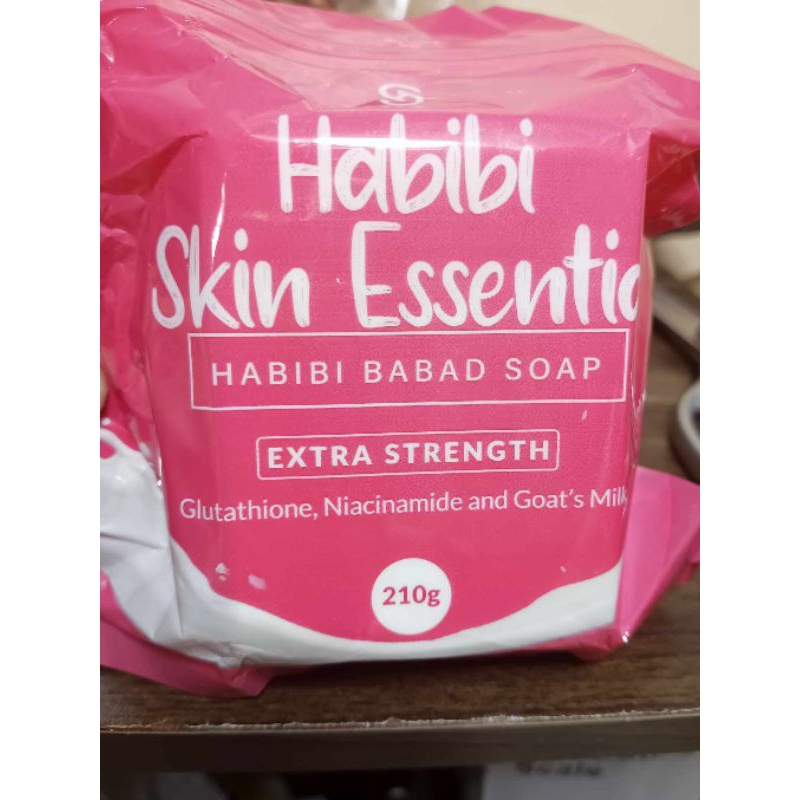 Habibi
Skin Essentia
HABIBI BABAD SOAP
EXTRA STRENGTH
Glutathione, Niacinamide and Goat's Milk
210g